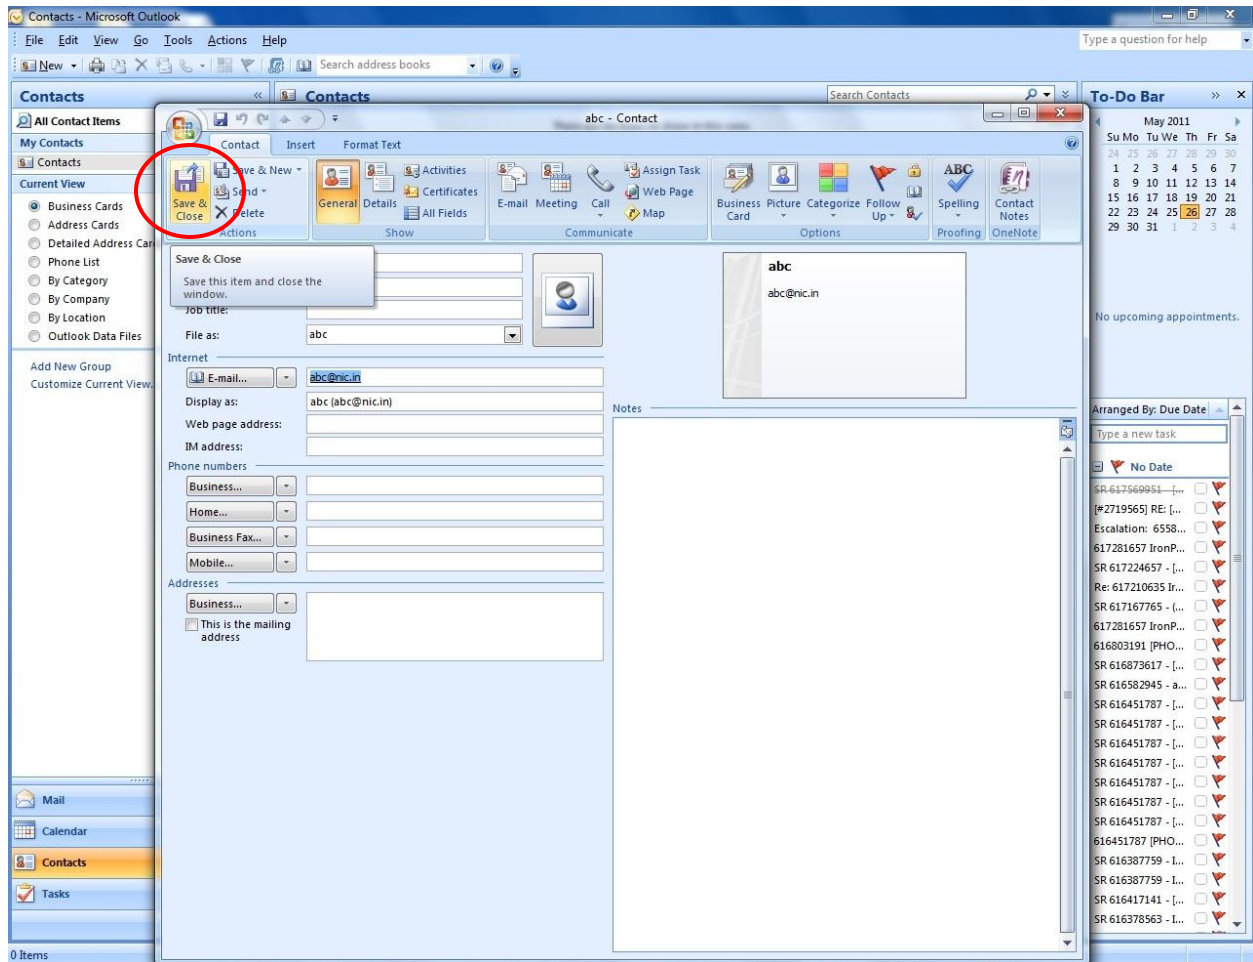 Contacts - Microsoft Outlook
File Edit View Go Tools Actions Help
Type a question for help
New
Search address books
Contacts
All Contact Items
My Contacts
Contacts
Current View
Business Cards
Address Cards
Detailed Address Car
Phone List
By Category
By Company
By Location
Outlook Data Files
Add New Group
Customize Current View.
Mail
Calendar
Contacts
Tasks
0 Items
Contacts
Search Contacts
abc - Contact
Contact Insert Format Text
Save & Close
Save & New
Send
Delete
Actions
General Details
Activities
Certificates
All Fields
Show
E-mail Meeting Call
Assign Task
Web Page
Map
Communicate
Business Card
Picture Categorize Follow Up
Options
ABC
Spelling
Proofing
Contact Notes
OneNote
Save & Close
Save this item and close the
window.
Job title:
File as: abc
Internet
E-mail... abc@nic.in
Display as: abc (abc@nic.in)
Web page address:
IM address:
Phone numbers
Business...
Home...
Business Fax...
Mobile...
Addresses
Business...
This is the mailing
address
abc
abc@nic.in
Notes
To-Do Bar
May 2011
Su Mo Tu We Th Fr Sa
24 25 26 27 28 29 30
1 2 3 4 5 6 7
8 9 10 11 12 13 14
15 16 17 18 19 20 21
22 23 24 25 26 27 28
29 30 31 1 2 3 4
No upcoming appointments.
Arranged By: Due Date
Type a new task
No Date
SR 617569951 - [...
[#2719565] RE: [...
Escalation: 6558...
617281657 IronP...
SR 617224657 - [...
Re: 617210635 Ir...
SR 617167765 - (...
617281657 IronP...
616803191 [PHO...
SR 616873617 - [...
SR 616582945 - a...
SR 616451787 - [...
SR 616451787 - [...
SR 616451787 - [...
SR 616451787 - [...
SR 616451787 - [...
SR 616451787 - [...
SR 616451787 - [...
616451787 [PHO...
SR 616387759 - I...
SR 616387759 - I...
SR 616417141 - [...
SR 616378563 - I...